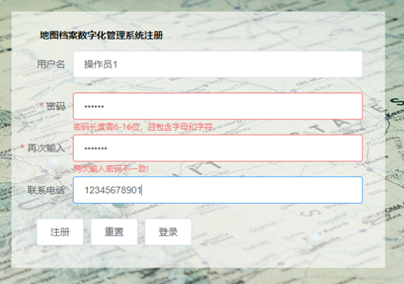 地图档案数字化管理系统注册
用户名 操作员1
* 密码 ••••••
密码长度需6-16位，且包含字母和字符
* 再次输入 •••••••
两次输入密码不一致!
联系电话 12345678901
注册 重置 登录